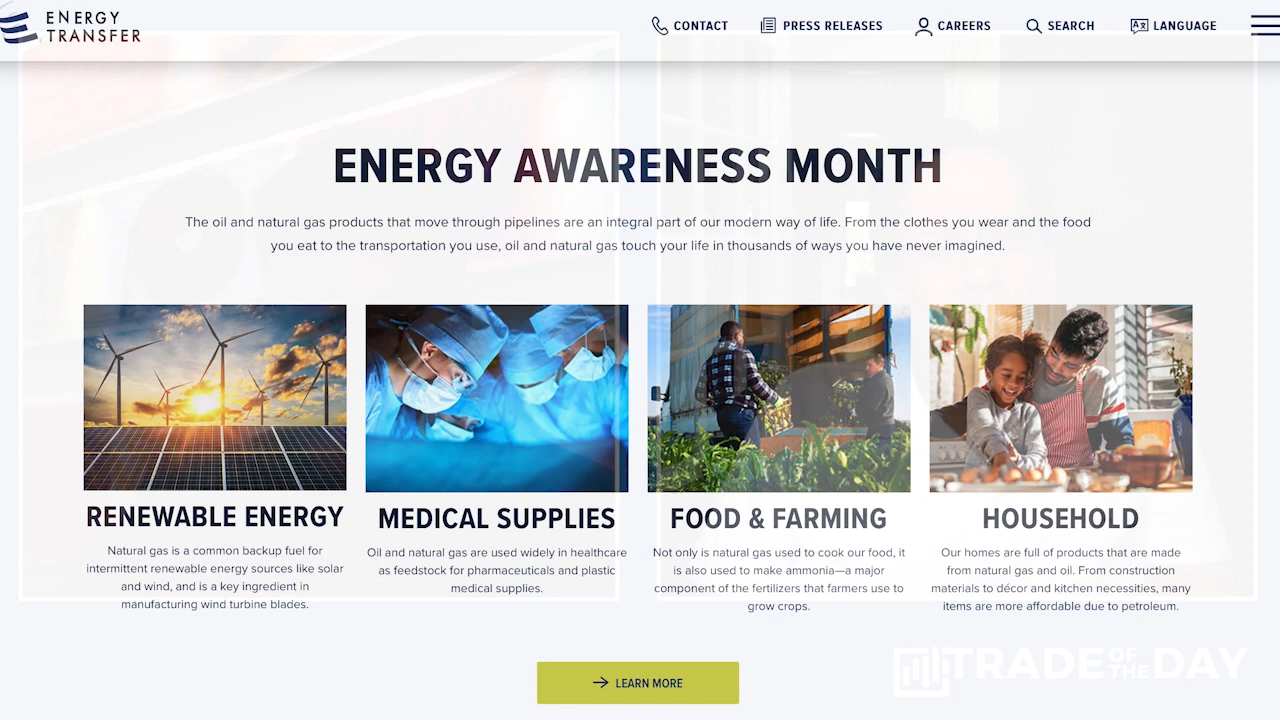 ENERGY
TRANSFER
CONTACT
PRESS RELEASES
CAREERS
SEARCH
LANGUAGE
ENERGY AWARENESS MONTH
The oil and natural gas products that move through pipelines are an integral part of our modern way of life. From the clothes you wear and the food
you eat to the transportation you use, oil and natural gas touch your life in thousands of ways you have never imagined.
RENEWABLE ENERGY
Natural gas is a common backup fuel for
intermittent renewable energy sources like solar
and wind, and is a key ingredient in
manufacturing wind turbine blades.
MEDICAL SUPPLIES
Oil and natural gas are used widely in healthcare
as feedstock for pharmaceuticals and plastic
medical supplies.
FOOD & FARMING
Not only is natural gas used to cook our food, it
is also used to make ammonia—a major
component of the fertilizers that farmers use to
grow crops.
HOUSEHOLD
Our homes are full of products that are made
from natural gas and oil. From construction
materials to décor and kitchen necessities, many
items are more affordable due to petroleum.
LEARN MORE
TRADE OF THE DAY